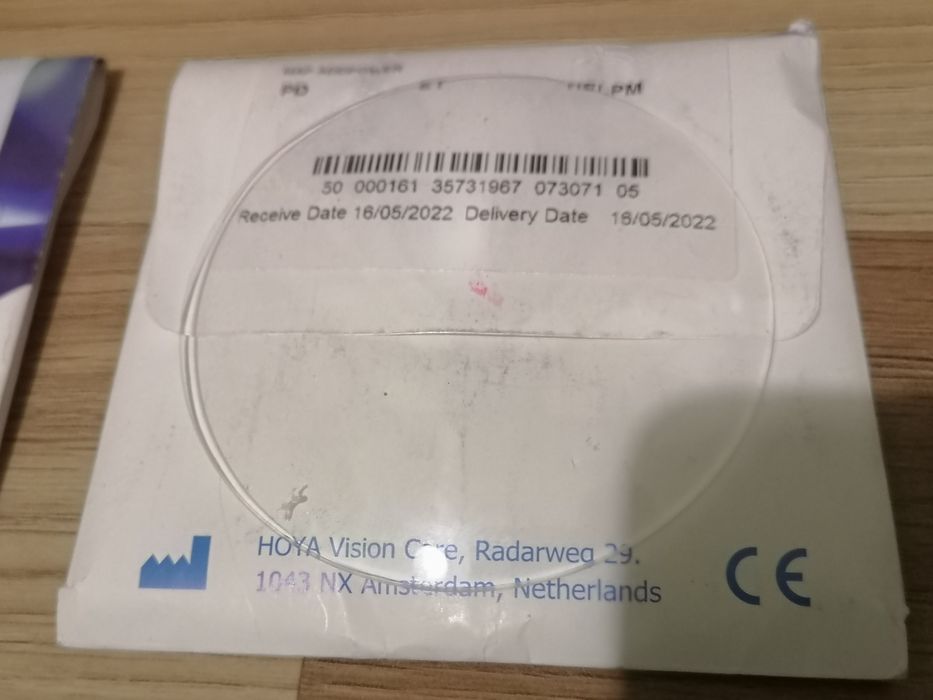 PD
50 000161 35731967 073071 05
Receive Date 16/05/2022 Delivery Date 16/05/2022
HOYA Vision Care, Radarweg 29.
1043 NX Amsterdam, Netherlands
CE